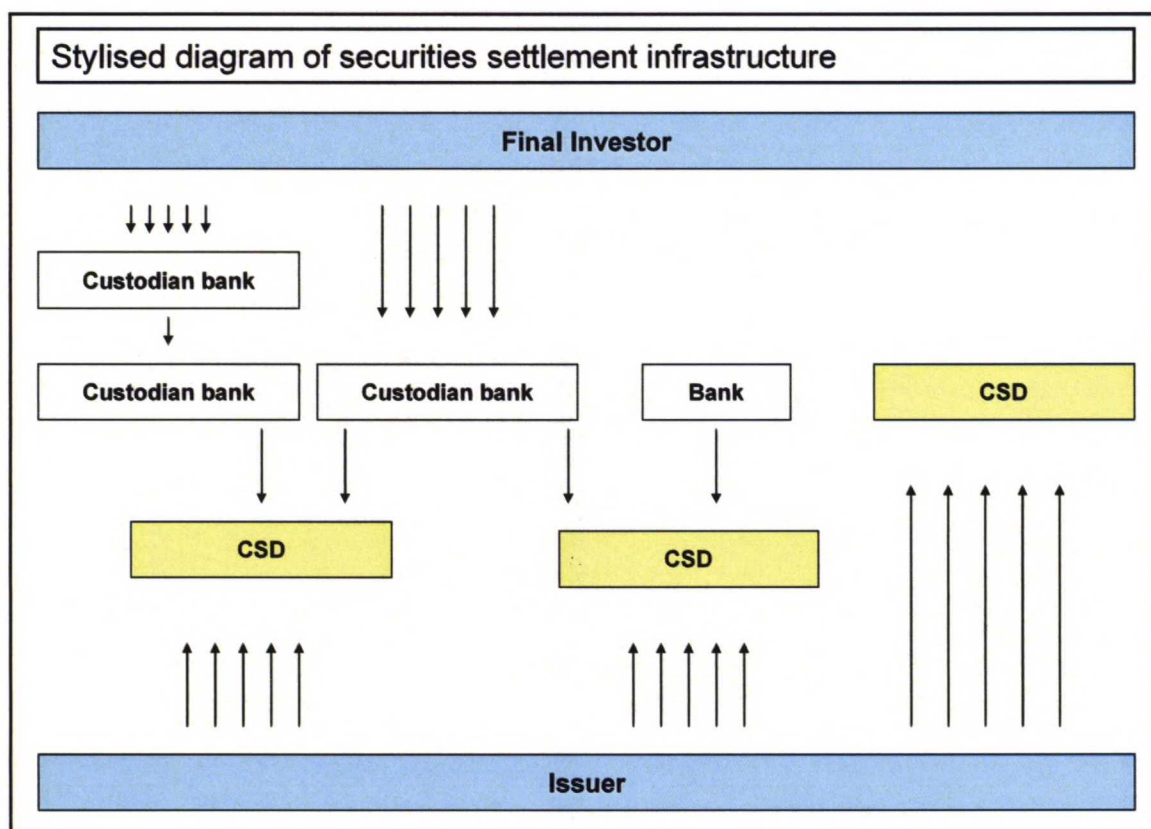 Stylised diagram of securities settlement infrastructure
Final Investor
Custodian bank
Custodian bank
Custodian bank
Bank
CSD
CSD
CSD
Issuer